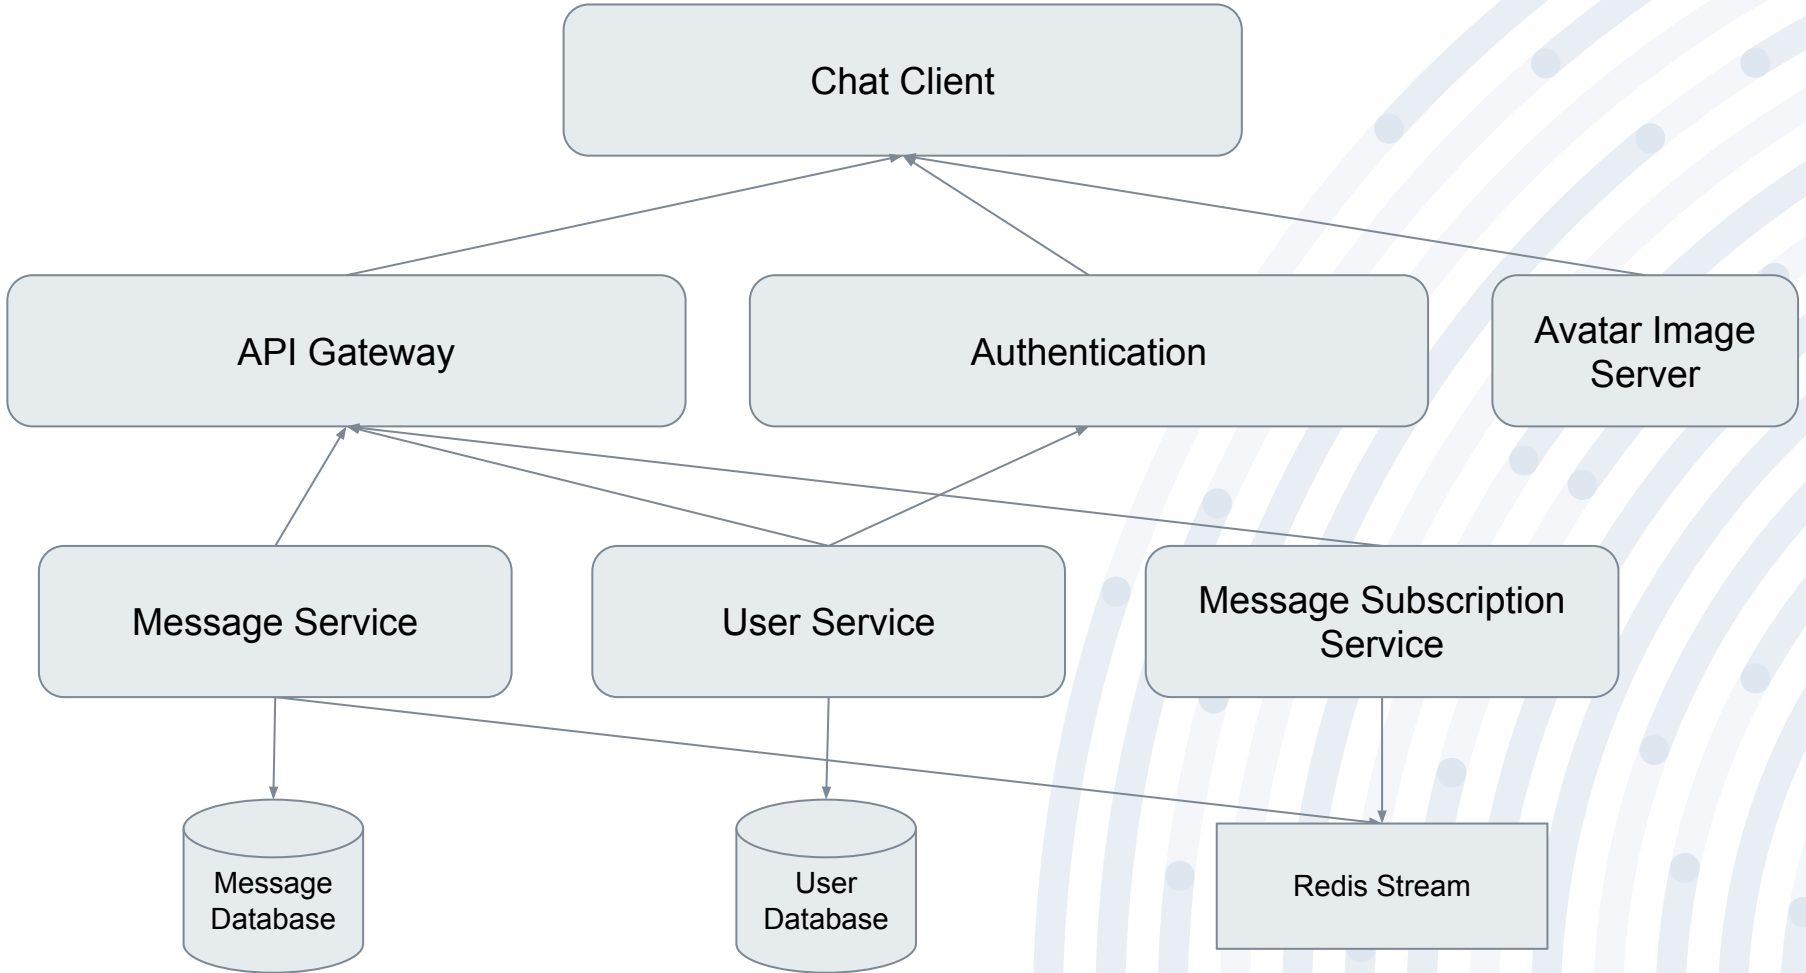 Chat Client
API Gateway
Authentication
Avatar Image
Server
Message Service
User Service
Message Subscription
Service
Message
Database
User
Database
Redis Stream